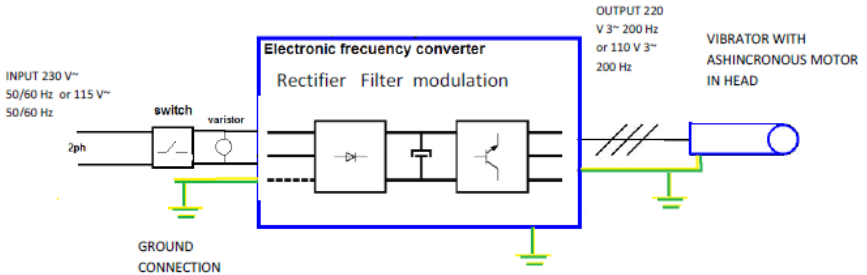 INPUT 230 V~
50/60 Hz or 115 V~
50/60 Hz
2ph
switch
varistor
GROUND
CONNECTION
Electronic frecuency converter
Rectifier Filter modulation
OUTPUT 220
V 3~ 200 Hz
or 110 V 3~
200 Hz
VIBRATOR WITH
ASHINCRONOUS MOTOR
IN HEAD